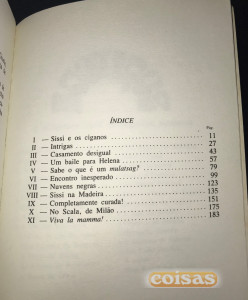 ÍNDICE
Pág.
I — Sissi e os ciganos 11
II — Intrigas 27
III — Casamento desigual 43
IV — Um baile para Helena 57
V — Sabe o que é um mulatsag? 79
VI — Encontro inesperado 99
VII — Nuvens negras 123
VIII — Sissi na Madeira 135
IX — Completamente curada! 151
X — No Scala, de Milão 175
XI — Viva la mamma! 183
coisas